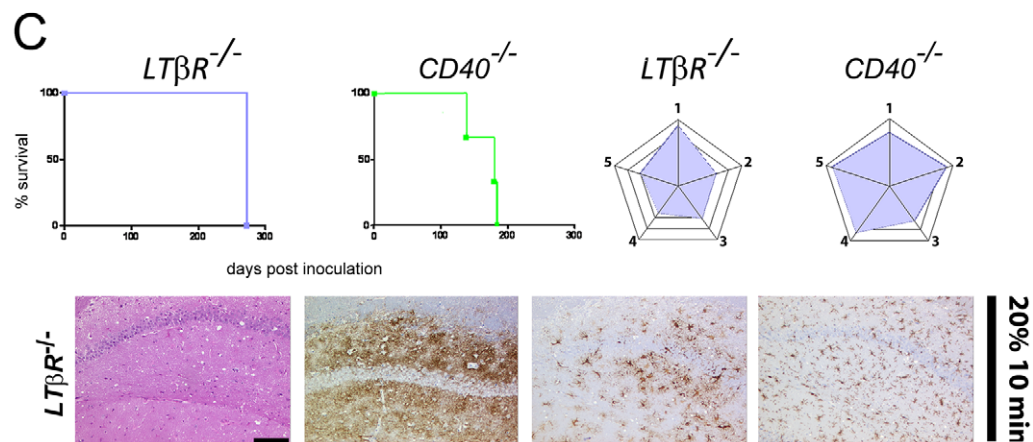 C
LTβR-/-
CD40-/-
LTβR-/-
CD40-/-
% survival
100
50
0
0
100
200
300
days post inoculation
100
50
0
0
100
200
300
1
2
3
4
5
1
2
3
4
5
LTβR-/-
20% 10 min